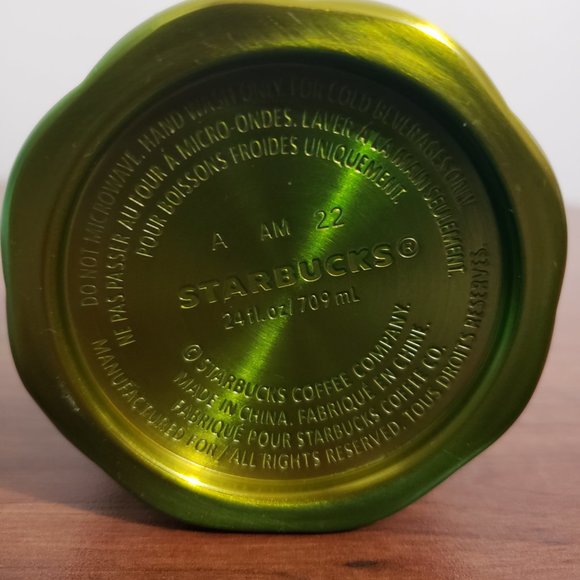 DO NOT MICROWAVE. HAND WASH ONLY. FOR COLD BEVERAGES ONLY.
NE PAS PASSER AU FOUR À MICRO-ONDES. LAVER À LA MAIN SEULEMENT.
POUR BOISSONS FROIDES UNIQUEMENT.
A AM 22
STARBUCKS®
24 fl. oz/709 mL
© STARBUCKS COFFEE COMPANY.
MADE IN CHINA. FABRIQUÉ EN CHINE.
FABRIQUÉ POUR STARBUCKS COFFEE CO.
MANUFACTURED FOR / ALL RIGHTS RESERVED. TOUS DROITS RÉSERVÉS.